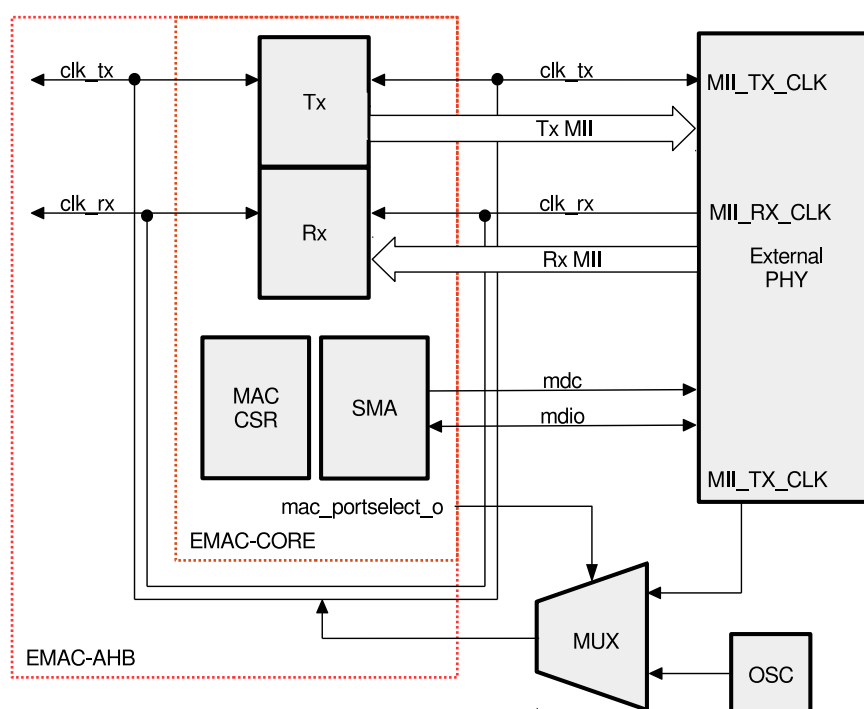 clk_tx
Tx
clk_tx
MII_TX_CLK
Tx MII
clk_rx
Rx
clk_rx
MII_RX_CLK
Rx MII
External
PHY
MAC
CSR
SMA
mdc
mdio
MII_TX_CLK
mac_portselect_o
EMAC-CORE
MUX
EMAC-AHB
OSC